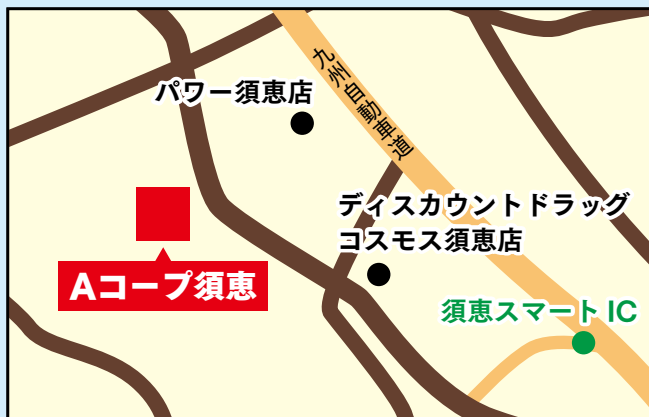 九州自動車道
パワー須恵店
ディスカウントドラッグ
コスモス須恵店
Aコープ須恵
須恵スマートIC